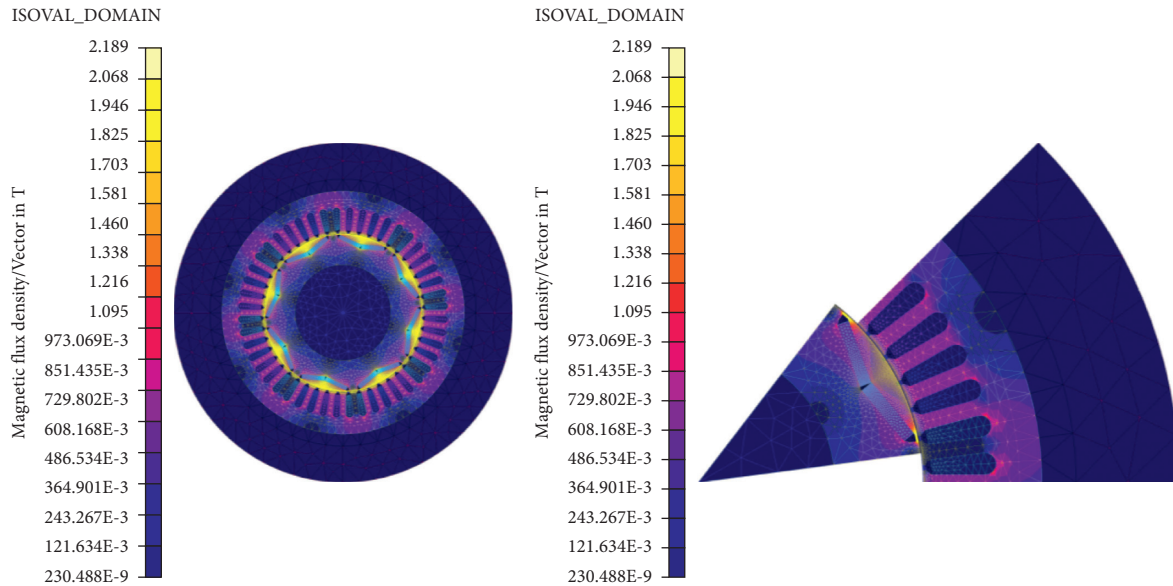 ISOVAL_DOMAIN
2.189
2.068
1.946
1.825
1.703
1.581
1.460
1.338
1.216
1.095
973.069E-3
851.435E-3
729.802E-3
608.168E-3
486.534E-3
364.901E-3
243.267E-3
121.634E-3
230.488E-9
Magnetic flux density/Vector in T
ISOVAL_DOMAIN
2.189
2.068
1.946
1.825
1.703
1.581
1.460
1.338
1.216
1.095
973.069E-3
851.435E-3
729.802E-3
608.168E-3
486.534E-3
364.901E-3
243.267E-3
121.634E-3
230.488E-9
Magnetic flux density/Vector in T